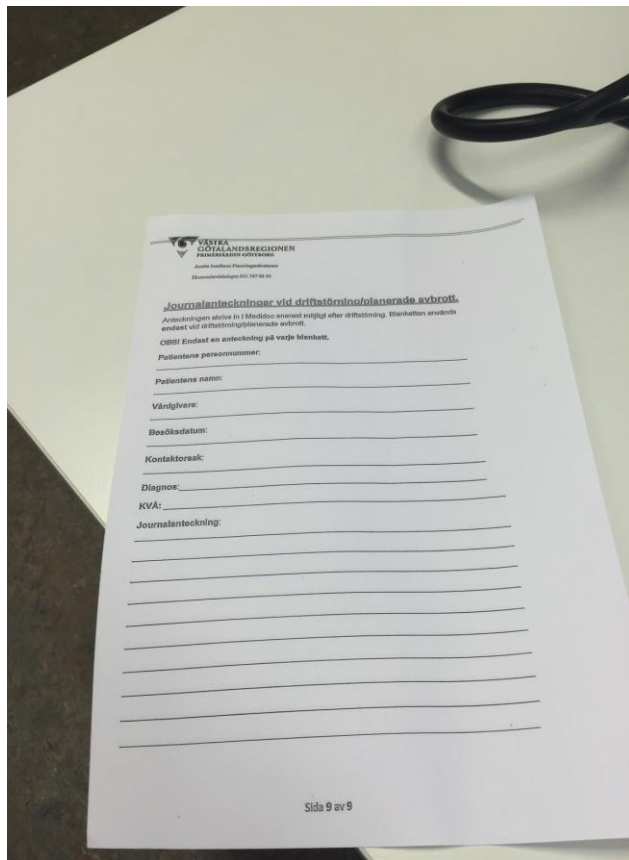 VÄSTRA
GÖTALANDSREGIONEN
PRIMÄRVÅRDEN GÖTEBORG
Journalanteckningar vid driftstörning/planerade avbrott.
Anteckningen skrivs in i Medidoc snarast möjligt efter driftstörning. Blanketten används
endast vid driftstörning/planerade avbrott.
OBS! Endast en anteckning på varje blankett.
Patientens personnummer:
Patientens namn:
Vårdgivare:
Besöksdatum:
Kontaktorsak:
Diagnos:
KVÅ:
Journalanteckning:
Sida 9 av 9